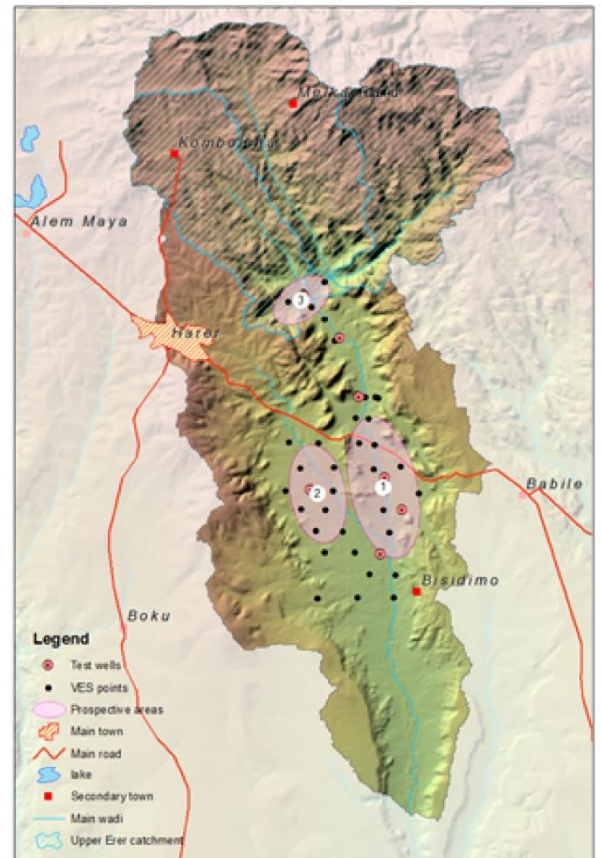 Kombolcha
Alem Maya
Harer
3
1
2
Babile
Bisidimo
Boku
Legend
Test wells
VES points
Prospective areas
Main town
Main road
lake
Secondary town
Main wadi
Upper Erer catchment